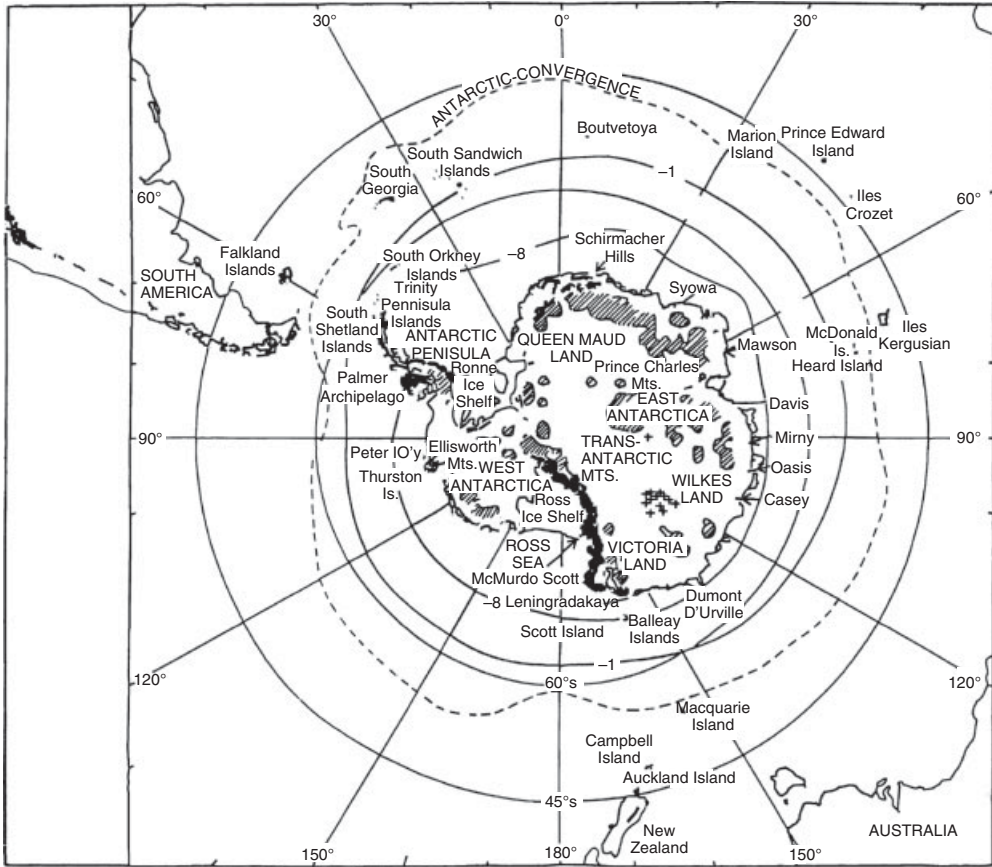 30°
0°
30°
ANTARCTIC-CONVERGENCE
Boutvetoya
Marion
Island
Prince Edward
Island
South Sandwich
Islands
South
Georgia
–1
60°
Iles
Crozet
60°
Falkland
Islands
South Orkney
Islands
–8
Schirmacher
Hills
SOUTH
AMERICA
Trinity
Pennisula
Islands
Syowa
South
Shetland
Islands
ANTARCTIC
PENISULA
QUEEN MAUD
LAND
Mawson
McDonald
Is.
Heard Island
Iles
Kergusian
Palmer
Archipelago
Ronne
Ice
Shelf
Prince Charles
Mts.
EAST
ANTARCTICA
Davis
90°
Mirny
90°
Peter IO'y
Thurston
Is.
Ellisworth
Mts.
WEST
ANTARCTICA
TRANS-
ANTARCTIC
MTS.
WILKES
LAND
Oasis
Casey
Ross
Ice Shelf
ROSS
SEA
VICTORIA
LAND
McMurdo Scott
–8
Leningradakaya
Dumont
D'Urville
Scott Island
Balleay
Islands
–1
120°
60°s
120°
Macquarie
Island
Campbell
Island
Auckland Island
45°s
New
Zealand
AUSTRALIA
150°
180°
150°